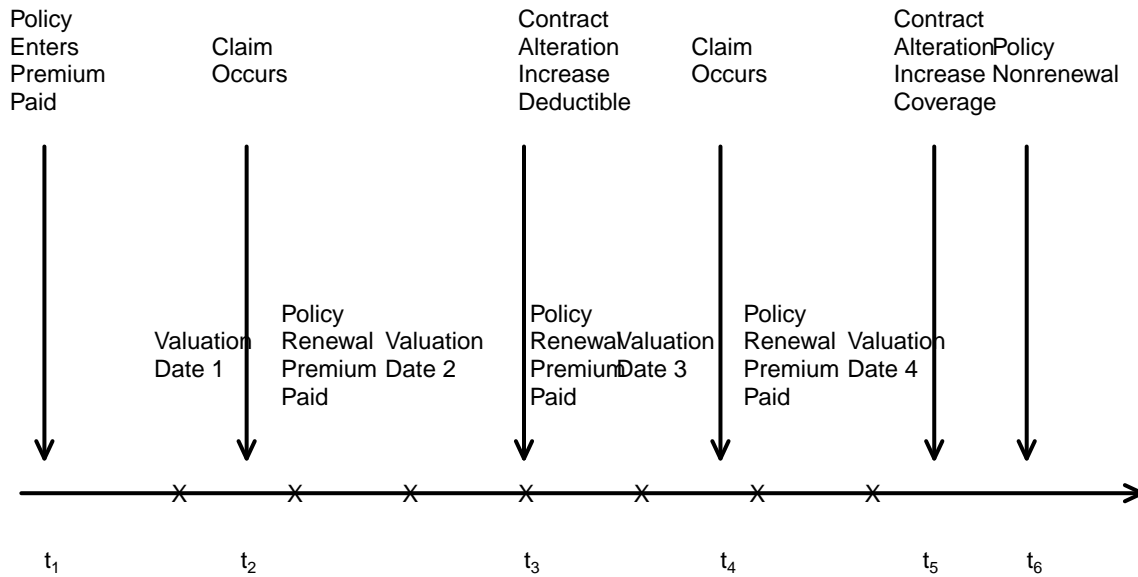 Policy
Enters
Premium
Paid
Claim
Occurs
Contract
Alteration
Increase
Deductible
Claim
Occurs
Contract
Alteration
Increase
Coverage
Policy
Nonrenewal
Valuation
Date 1
Policy
Renewal
Premium
Paid
Valuation
Date 2
Policy
Renewal
Premium
Paid
Valuation
Date 3
Policy
Renewal
Premium
Paid
Valuation
Date 4
X X X X X X X
t₁ t₂ t₃ t₄ t₅ t₆